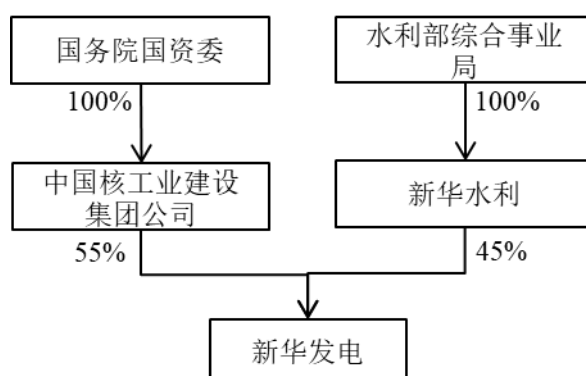 国务院国资委
水利部综合事业
局
100%
100%
中国核工业建设
集团公司
新华水利
55%
45%
新华发电